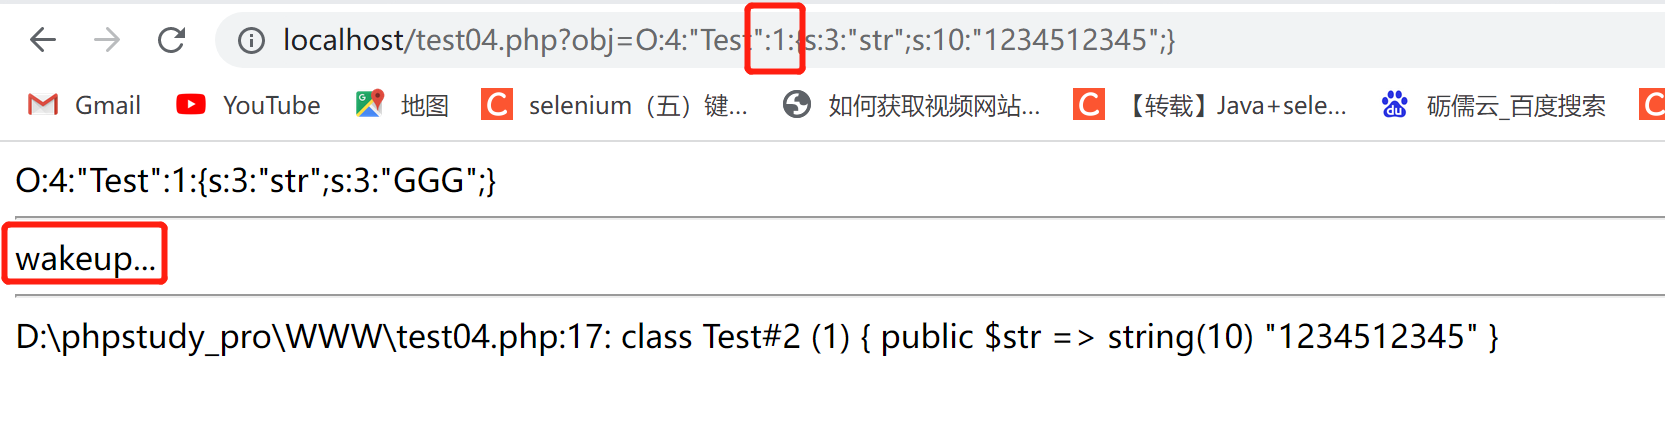 localhost/test04.php?obj=O:4:"Test":1:{s:3:"str";s:10:"1234512345";}
Gmail YouTube 地图 C selenium（五）键... 如何获取视频网站... C 【转载】Java+sele... du 砺儒云_百度搜索 C
O:4:"Test":1:{s:3:"str";s:3:"GGG";}
wakeup...
D:\phpstudy_pro\WWW\test04.php:17: class Test#2 (1) { public $str => string(10) "1234512345" }